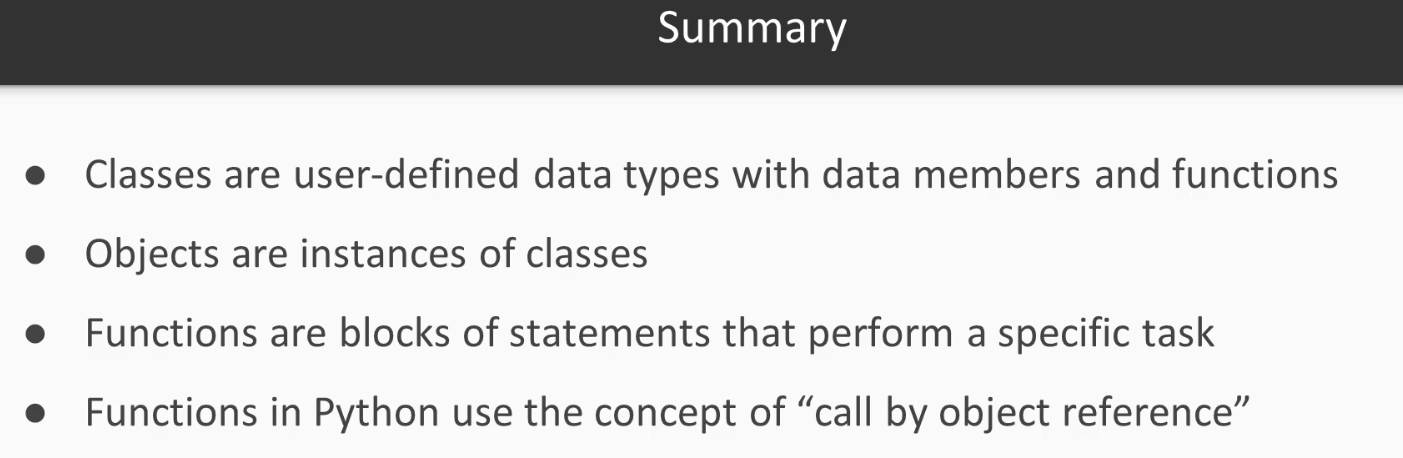 Summary
● Classes are user-defined data types with data members and functions
● Objects are instances of classes
● Functions are blocks of statements that perform a specific task
● Functions in Python use the concept of “call by object reference”